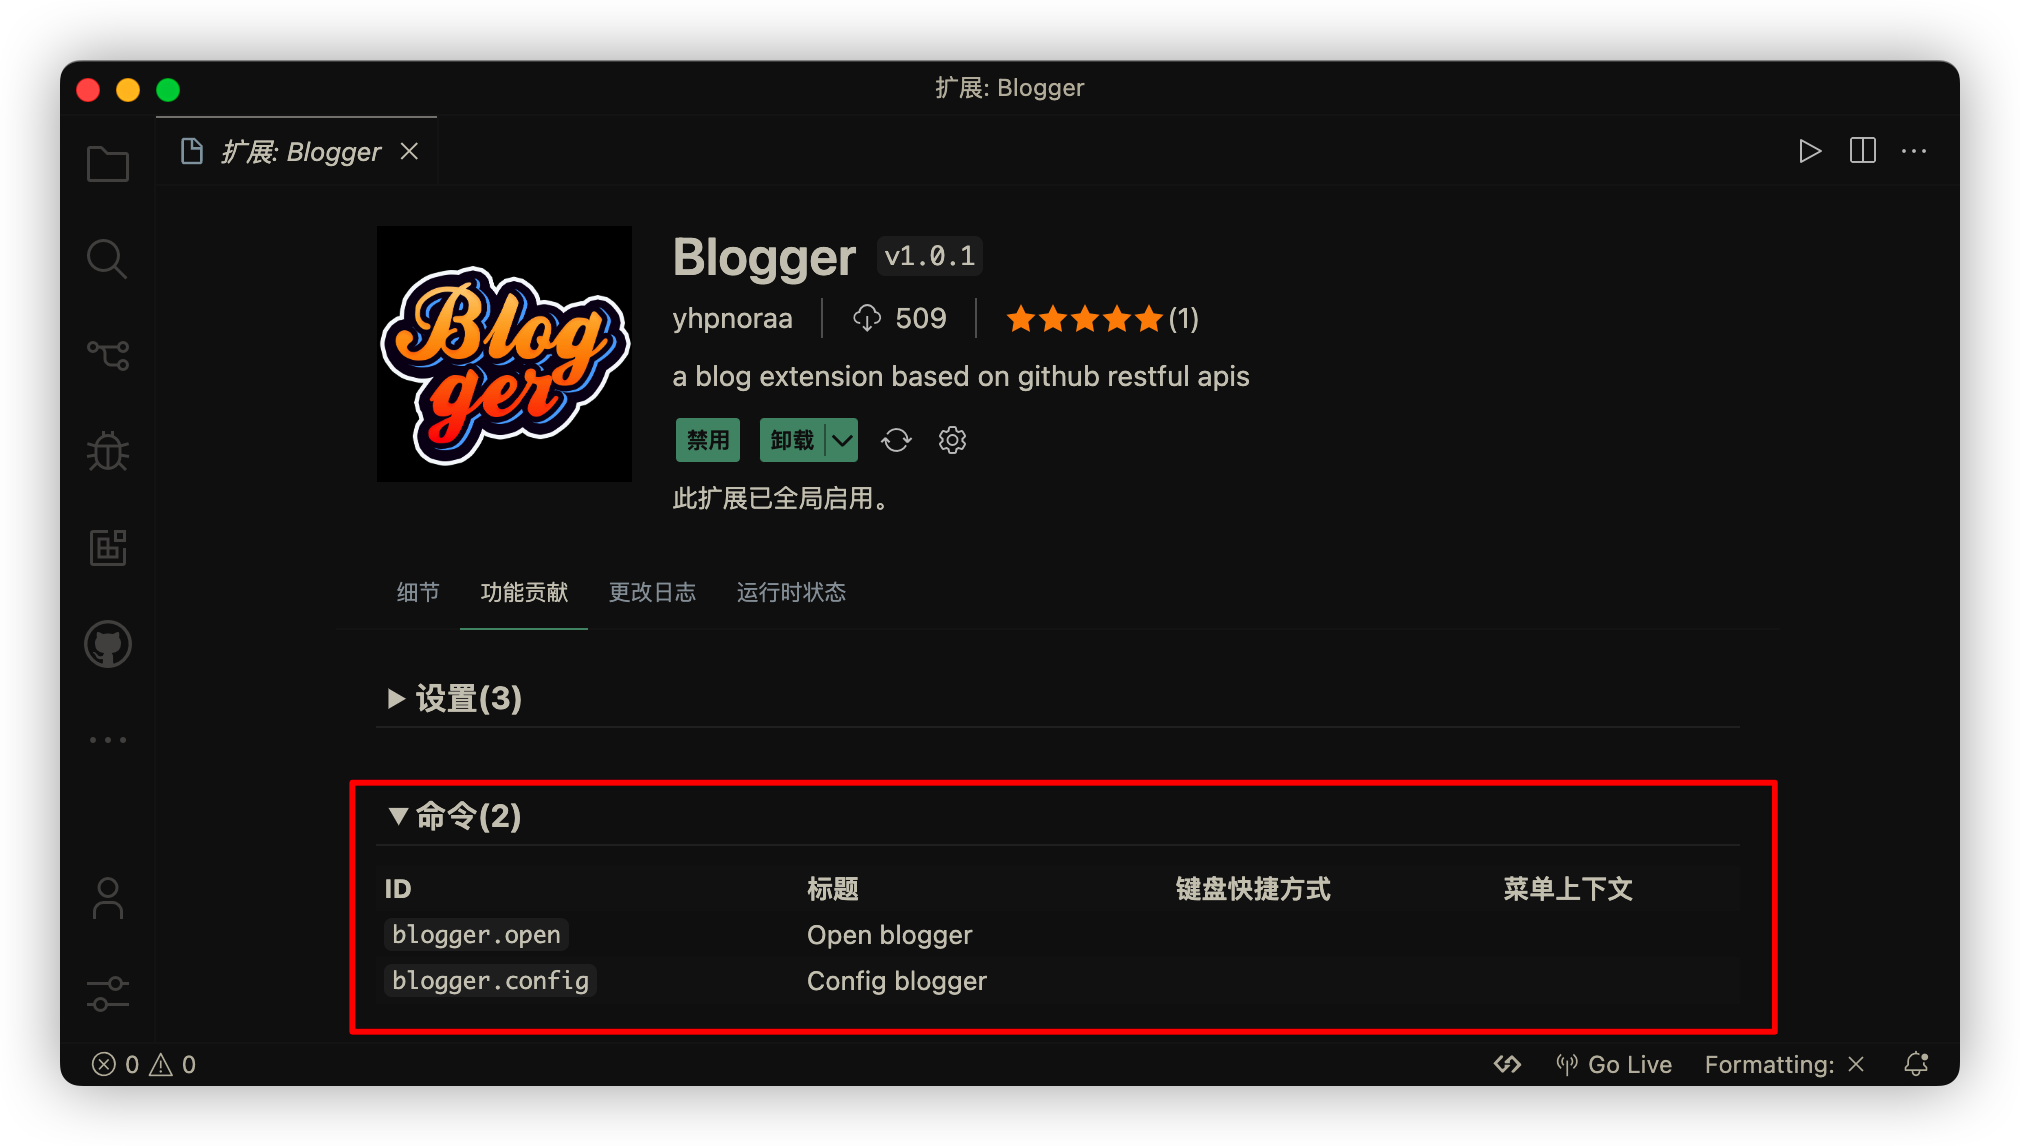 扩展: Blogger
扩展: Blogger
Blogger
Blogger v1.0.1
yhpnoraa 509 (1)
a blog extension based on github restful apis
禁用 卸载
此扩展已全局启用。
细节 功能贡献 更改日志 运行时状态
设置(3)
命令(2)
ID 标题 键盘快捷方式 菜单上下文
blogger.open Open blogger
blogger.config Config blogger
0 0 Go Live Formatting: